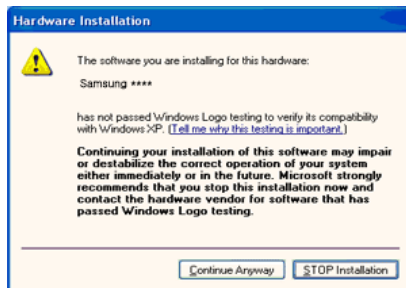 Hardware Installation
The software you are installing for this hardware:
Samsung ****
has not passed Windows Logo testing to verify its compatibility
with Windows XP. (Tell me why this testing is important.)
Continuing your installation of this software may impair
or destabilize the correct operation of your system
either immediately or in the future. Microsoft strongly
recommends that you stop this installation now and
contact the hardware vendor for software that has
passed Windows Logo testing.
Continue Anyway
STOP Installation